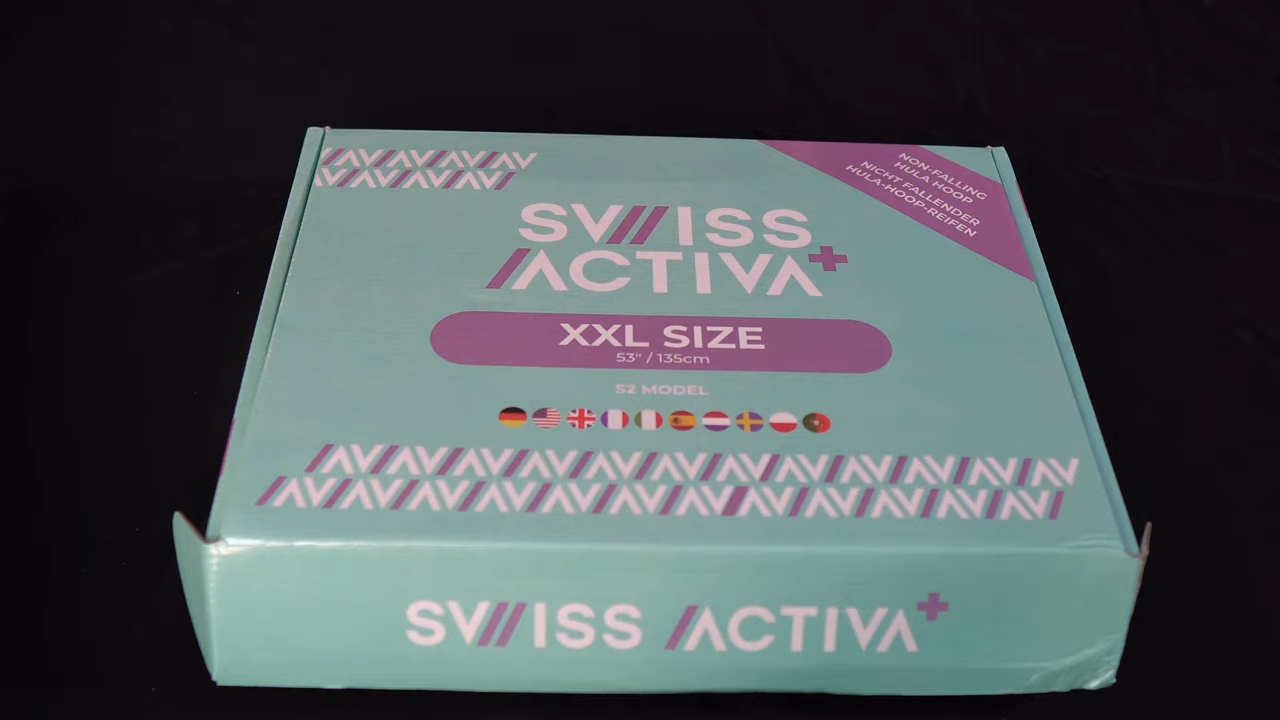 NON-FALLING
HULA HOOP
NICHT FALLENDER
HULA-HOOP-REIFEN
SWISS
ACTIVA+
XXL SIZE
53" / 135cm
S2 MODEL
SWISS ACTIVA+